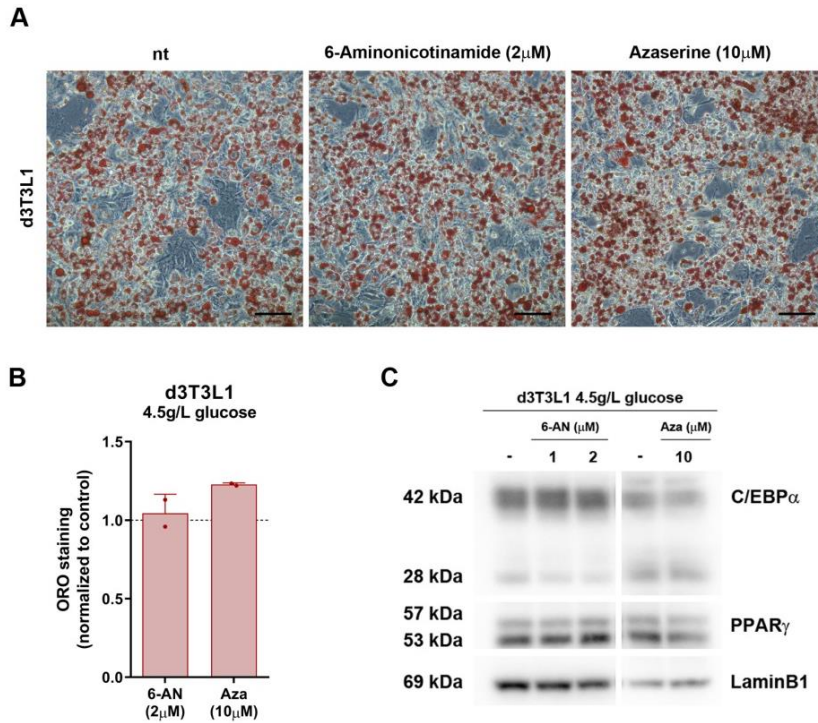 A
nt
6-Aminonicotinamide (2μM)
Azaserine (10μM)
d3T3L1
B
d3T3L1
4.5g/L glucose
ORO staining
(normalized to control)
1.5
1.0
0.5
0.0
6-AN
(2μM)
Aza
(10μM)
C
d3T3L1 4.5g/L glucose
6-AN (μM)
Aza (μM)
- 1 2 - 10
42 kDa
C/EBPα
28 kDa
57 kDa
53 kDa
PPARγ
69 kDa
LaminB1